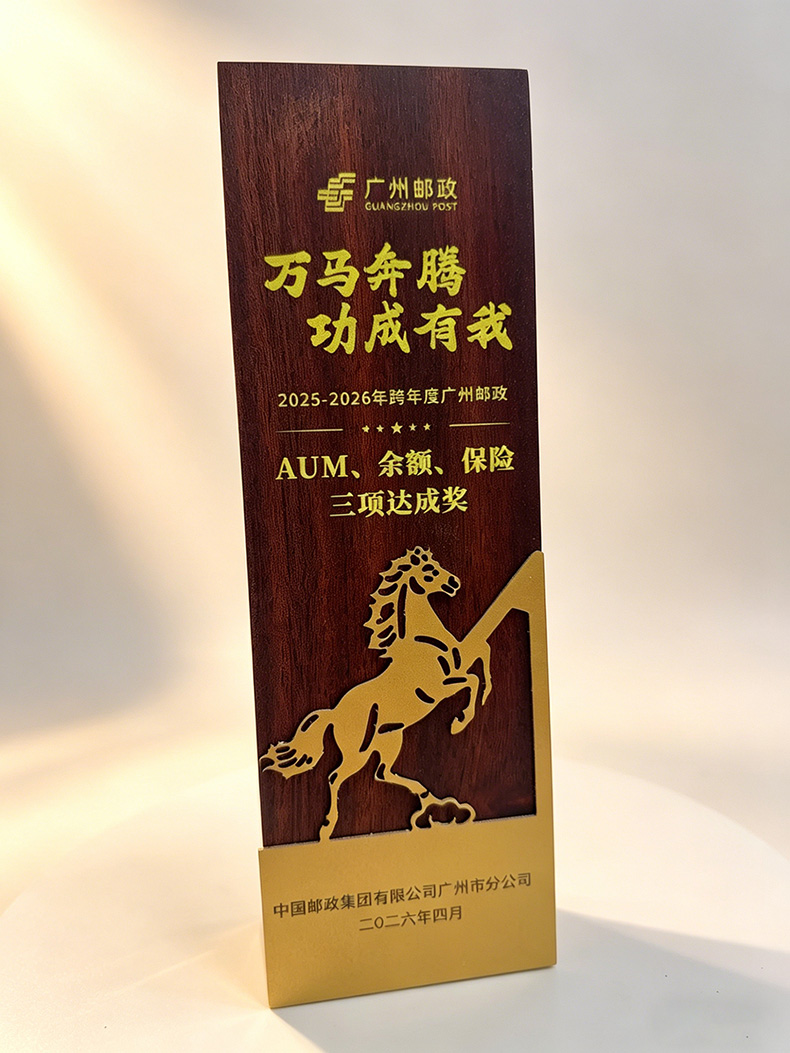 广州邮政
GUANGZHOU POST
万马奔腾
功成有我
2025-2026年跨年度广州邮政
AUM、余额、保险
三项达成奖
中国邮政集团有限公司广州市分公司
二〇二六年四月